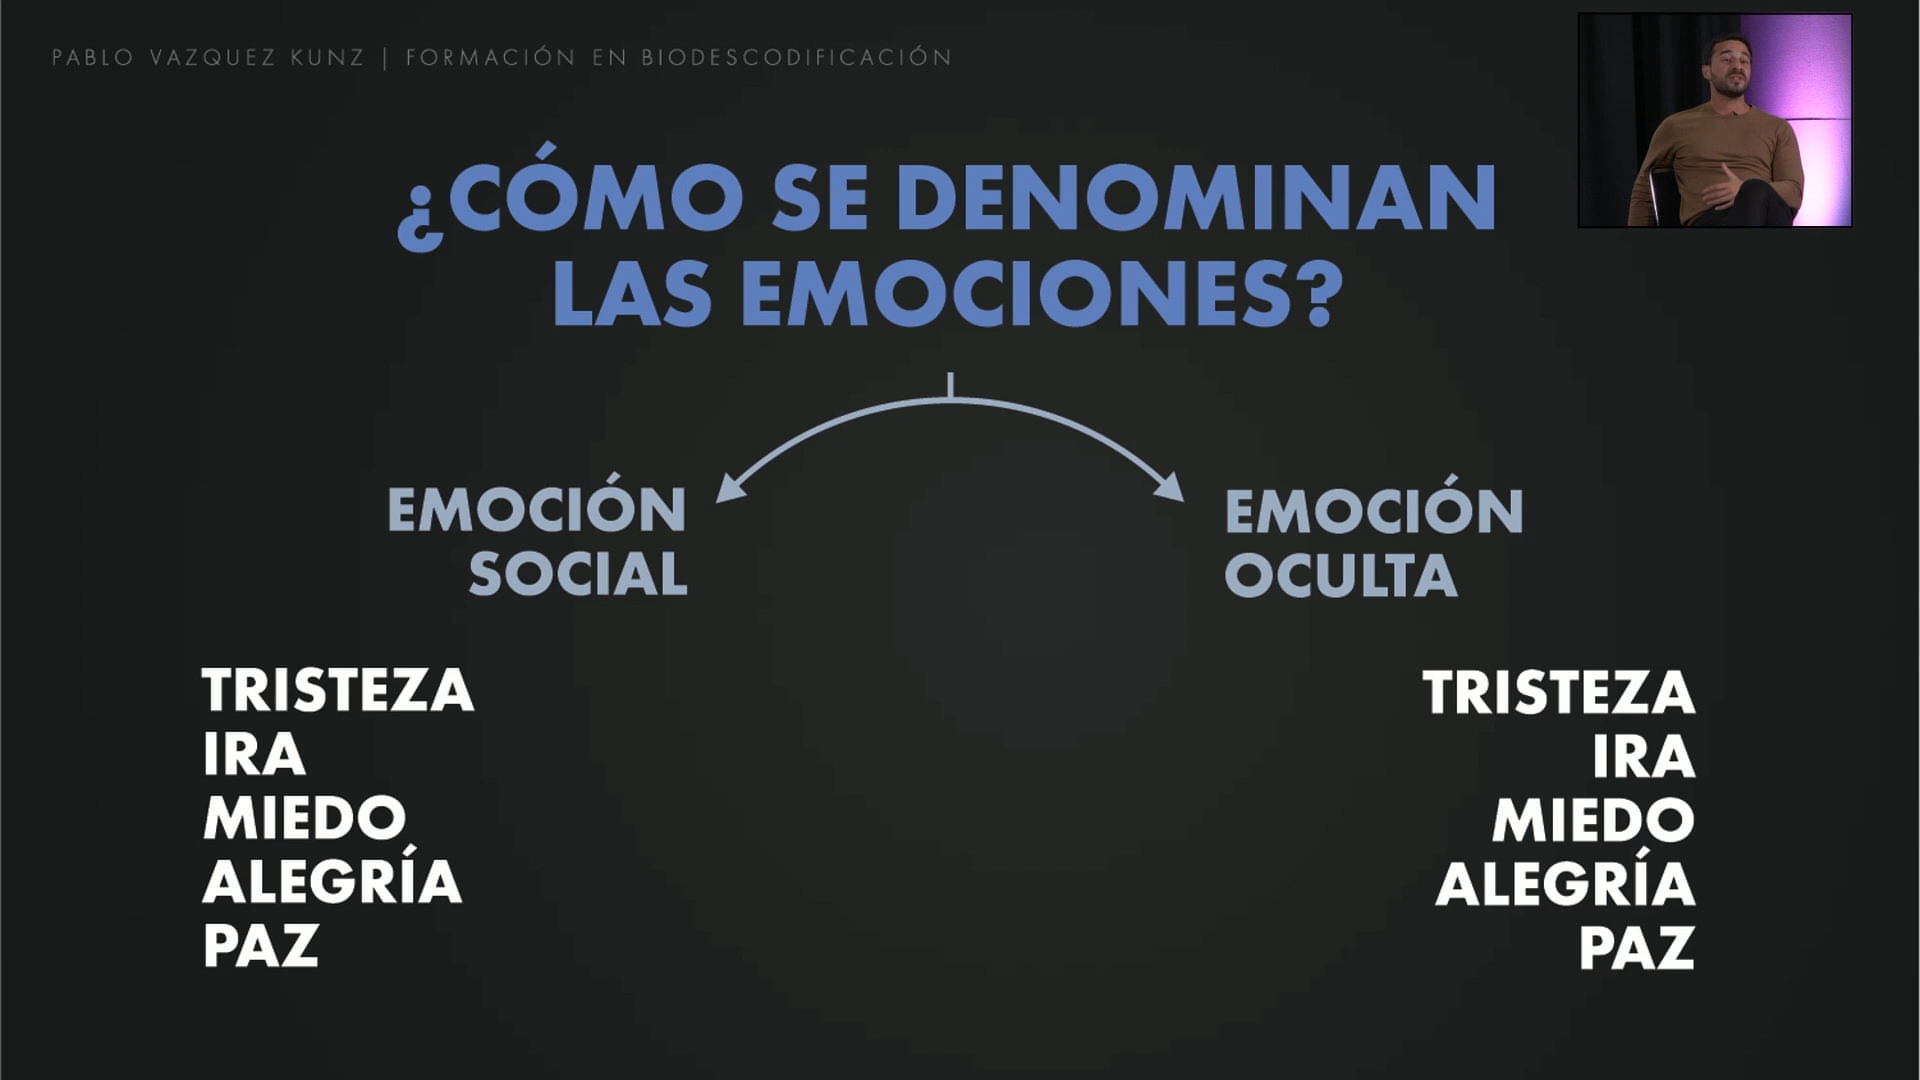 PABLO VAZQUEZ KUNZ | FORMACIÓN EN BIODESCODIFICACIÓN
¿CÓMO SE DENOMINAN
LAS EMOCIONES?
EMOCIÓN
SOCIAL
EMOCIÓN
OCULTA
TRISTEZA
IRA
MIEDO
ALEGRÍA
PAZ
TRISTEZA
IRA
MIEDO
ALEGRÍA
PAZ